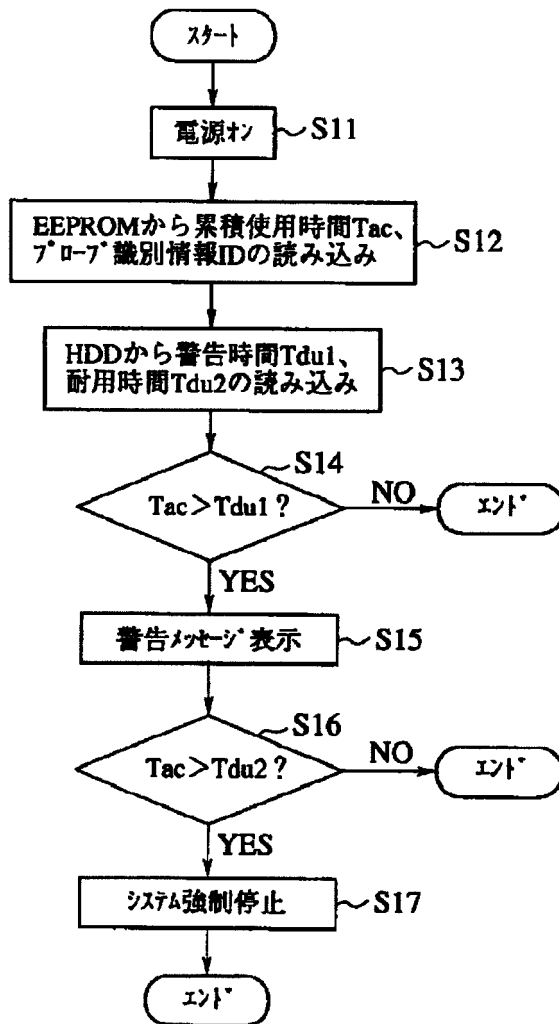 スタート
電源ｵﾝ
S11
EEPROMから累積使用時間Tac、
ﾌﾟﾛｰﾌﾞ識別情報IDの読み込み
S12
HDDから警告時間Tdu1、
耐用時間Tdu2の読み込み
S13
S14
Tac＞Tdu1？
NO
ｴﾝﾄﾞ
YES
警告ﾒｯｾｰｼﾞ表示
S15
S16
Tac＞Tdu2？
NO
ｴﾝﾄﾞ
YES
ｼｽﾃﾑ強制停止
S17
ｴﾝﾄﾞ